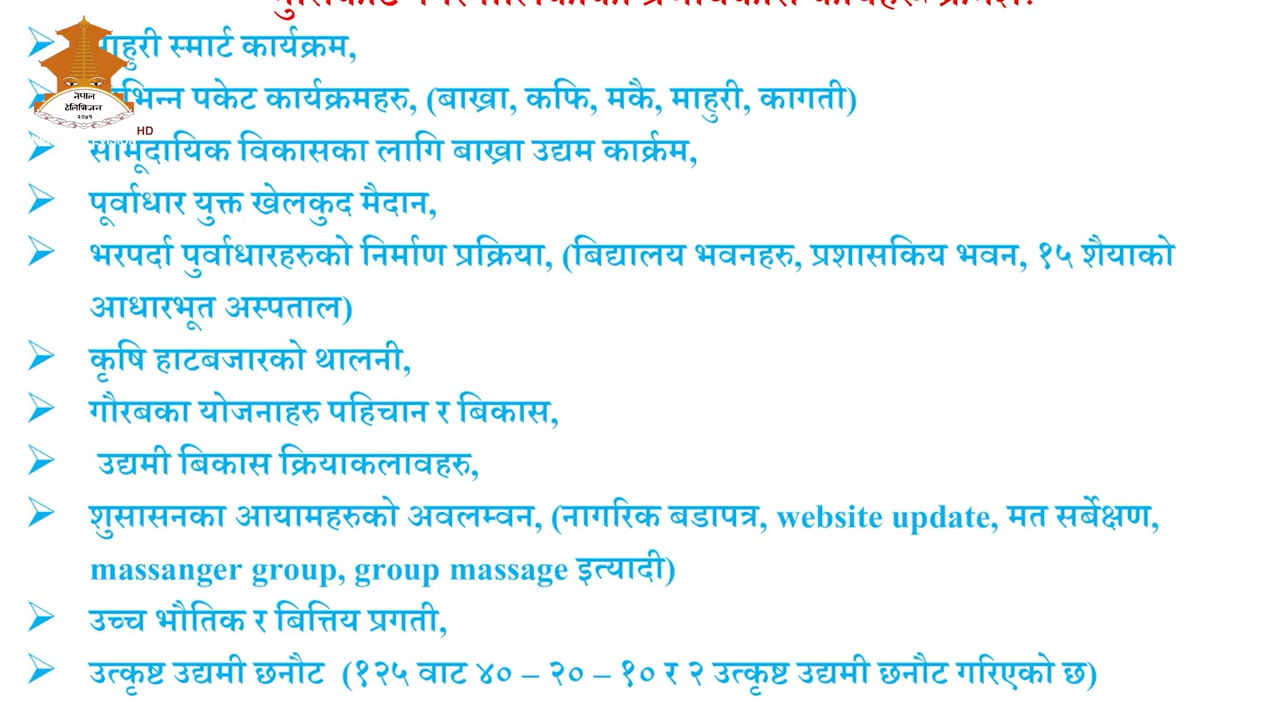 माहुरी स्मार्ट कार्यक्रम,
विभिन्न पकेट कार्यक्रमहरु, (बाख्रा, कफि, मकै, माहुरी, कागती)
नेपाल
टेलिभिजन
२०४१
HD
सामूदायिक विकासका लागि बाख्रा उद्यम कार्क्रम,
पूर्वाधार युक्त खेलकुद मैदान,
भरपर्दा पुर्वाधारहरुको निर्माण प्रक्रिया, (बिद्यालय भवनहरु, प्रशासकिय भवन, १५ शैयाको
आधारभूत अस्पताल)
कृषि हाटबजारको थालनी,
गौरबका योजनाहरु पहिचान र बिकास,
उद्यमी बिकास क्रियाकलावहरु,
शुसासनका आयामहरुको अवलम्वन, (नागरिक बडापत्र, website update, मत सर्बेक्षण,
massanger group, group massage इत्यादी)
उच्च भौतिक र बित्तिय प्रगती,
उत्कृष्ट उद्यमी छनौट (१२५ वाट ४० – २० – १० र २ उत्कृष्ट उद्यमी छनौट गरिएको छ)